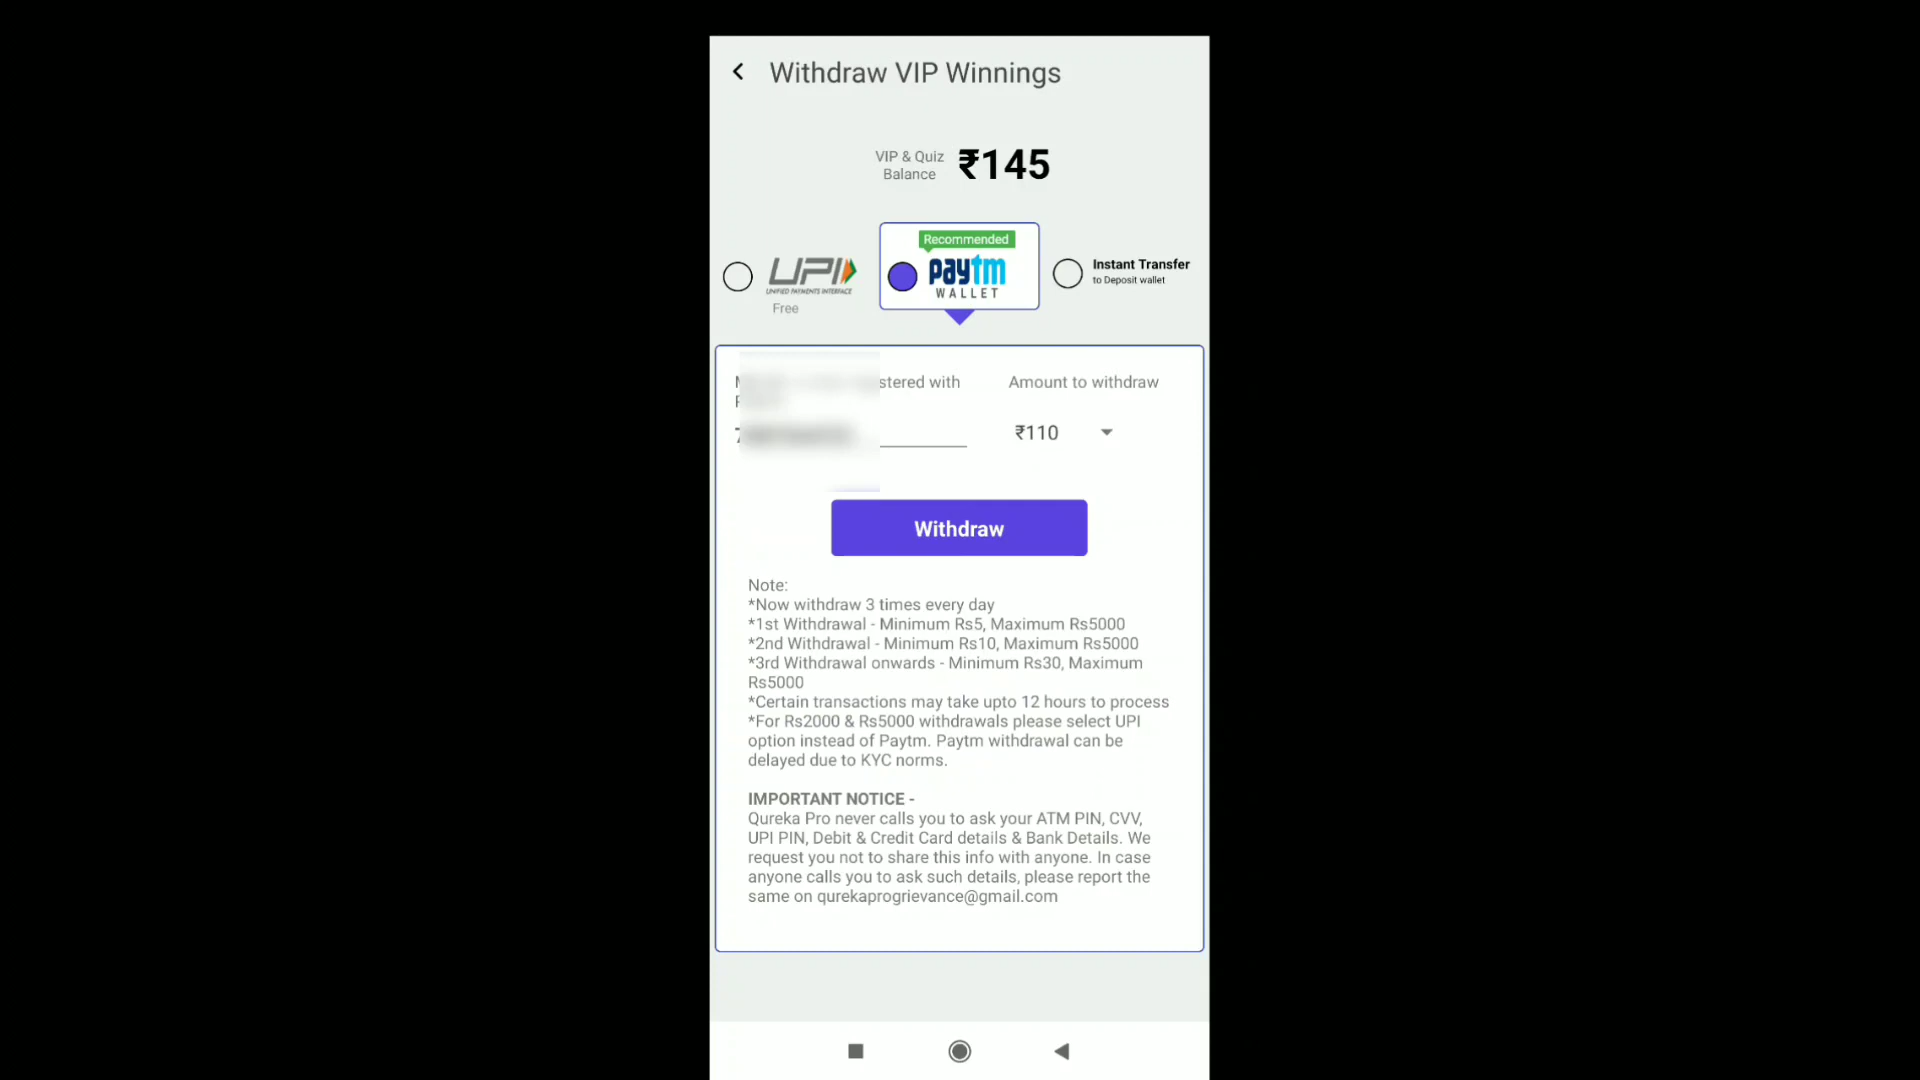 Withdraw VIP Winnings
VIP & Quiz
Balance
₹145
Recommended
UPI
UNIFIED PAYMENTS INTERFACE
Free
paytm
WALLET
Instant Transfer
to Deposit wallet
stered with
Amount to withdraw
₹110
Withdraw
Note:
*Now withdraw 3 times every day
*1st Withdrawal - Minimum Rs5, Maximum Rs5000
*2nd Withdrawal - Minimum Rs10, Maximum Rs5000
*3rd Withdrawal onwards - Minimum Rs30, Maximum
Rs5000
*Certain transactions may take upto 12 hours to process
*For Rs2000 & Rs5000 withdrawals please select UPI
option instead of Paytm. Paytm withdrawal can be
delayed due to KYC norms.
IMPORTANT NOTICE -
Qureka Pro never calls you to ask your ATM PIN, CVV,
UPI PIN, Debit & Credit Card details & Bank Details. We
request you not to share this info with anyone. In case
anyone calls you to ask such details, please report the
same on qurekaprogrievance@gmail.com